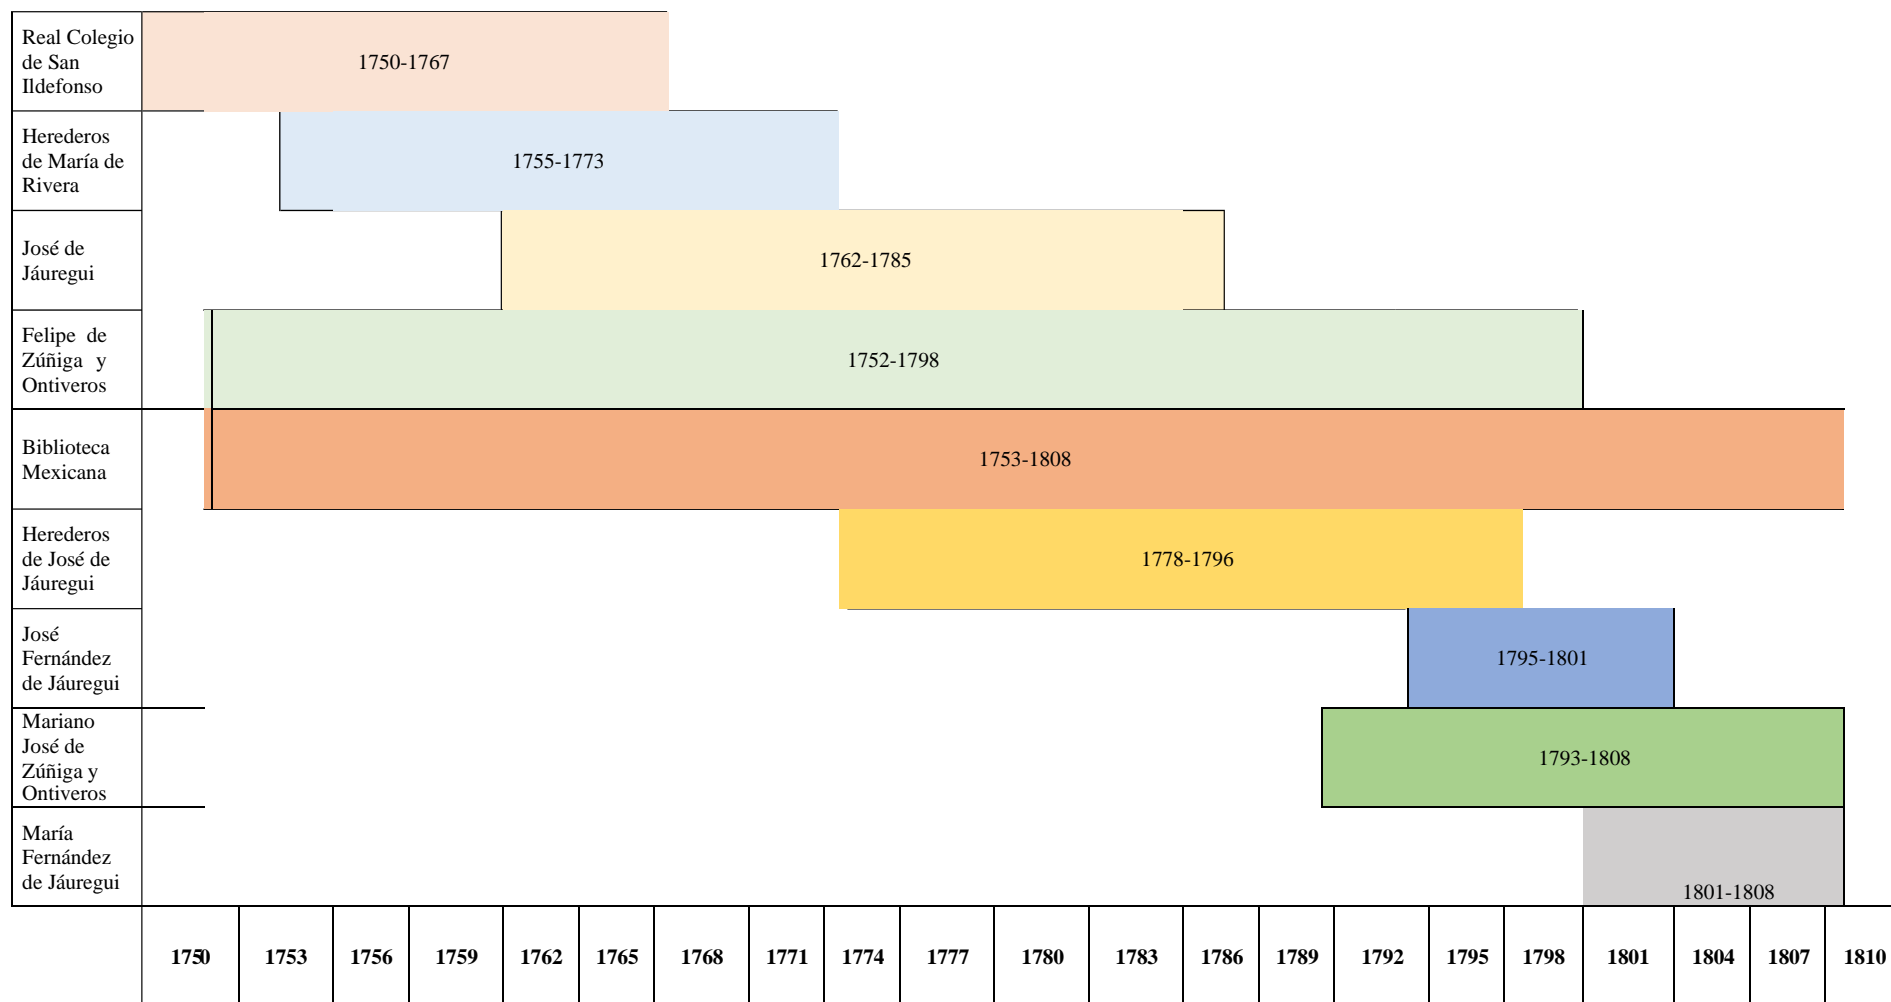 Real Colegio
de San
Ildefonso
1750-1767
Herederos
de María de
Rivera
1755-1773
José de
Jáuregui
1762-1785
Felipe de
Zúñiga y
Ontiveros
1752-1798
Biblioteca
Mexicana
1753-1808
Herederos
de José de
Jáuregui
1778-1796
José
Fernández
de Jáuregui
1795-1801
Mariano
José de
Zúñiga y
Ontiveros
1793-1808
María
Fernández
de Jáuregui
1801-1808
1750 1753 1756 1759 1762 1765 1768 1771 1774 1777 1780 1783 1786 1789 1792 1795 1798 1801 1804 1807 1810